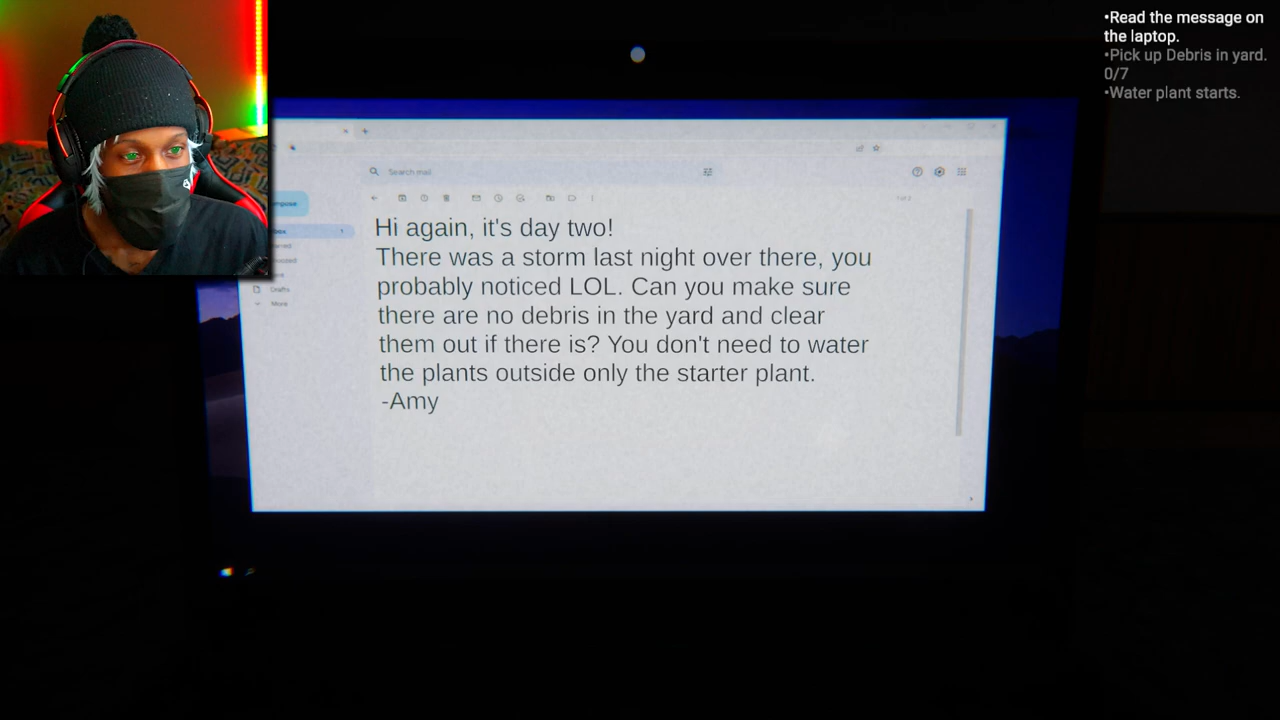 •Read the message on
the laptop.
•Pick up Debris in yard.
0/7
•Water plant starts.
Search mail
Hi again, it's day two!
There was a storm last night over there, you
probably noticed LOL. Can you make sure
there are no debris in the yard and clear
them out if there is? You don't need to water
the plants outside only the starter plant.
-Amy
Drafts
More